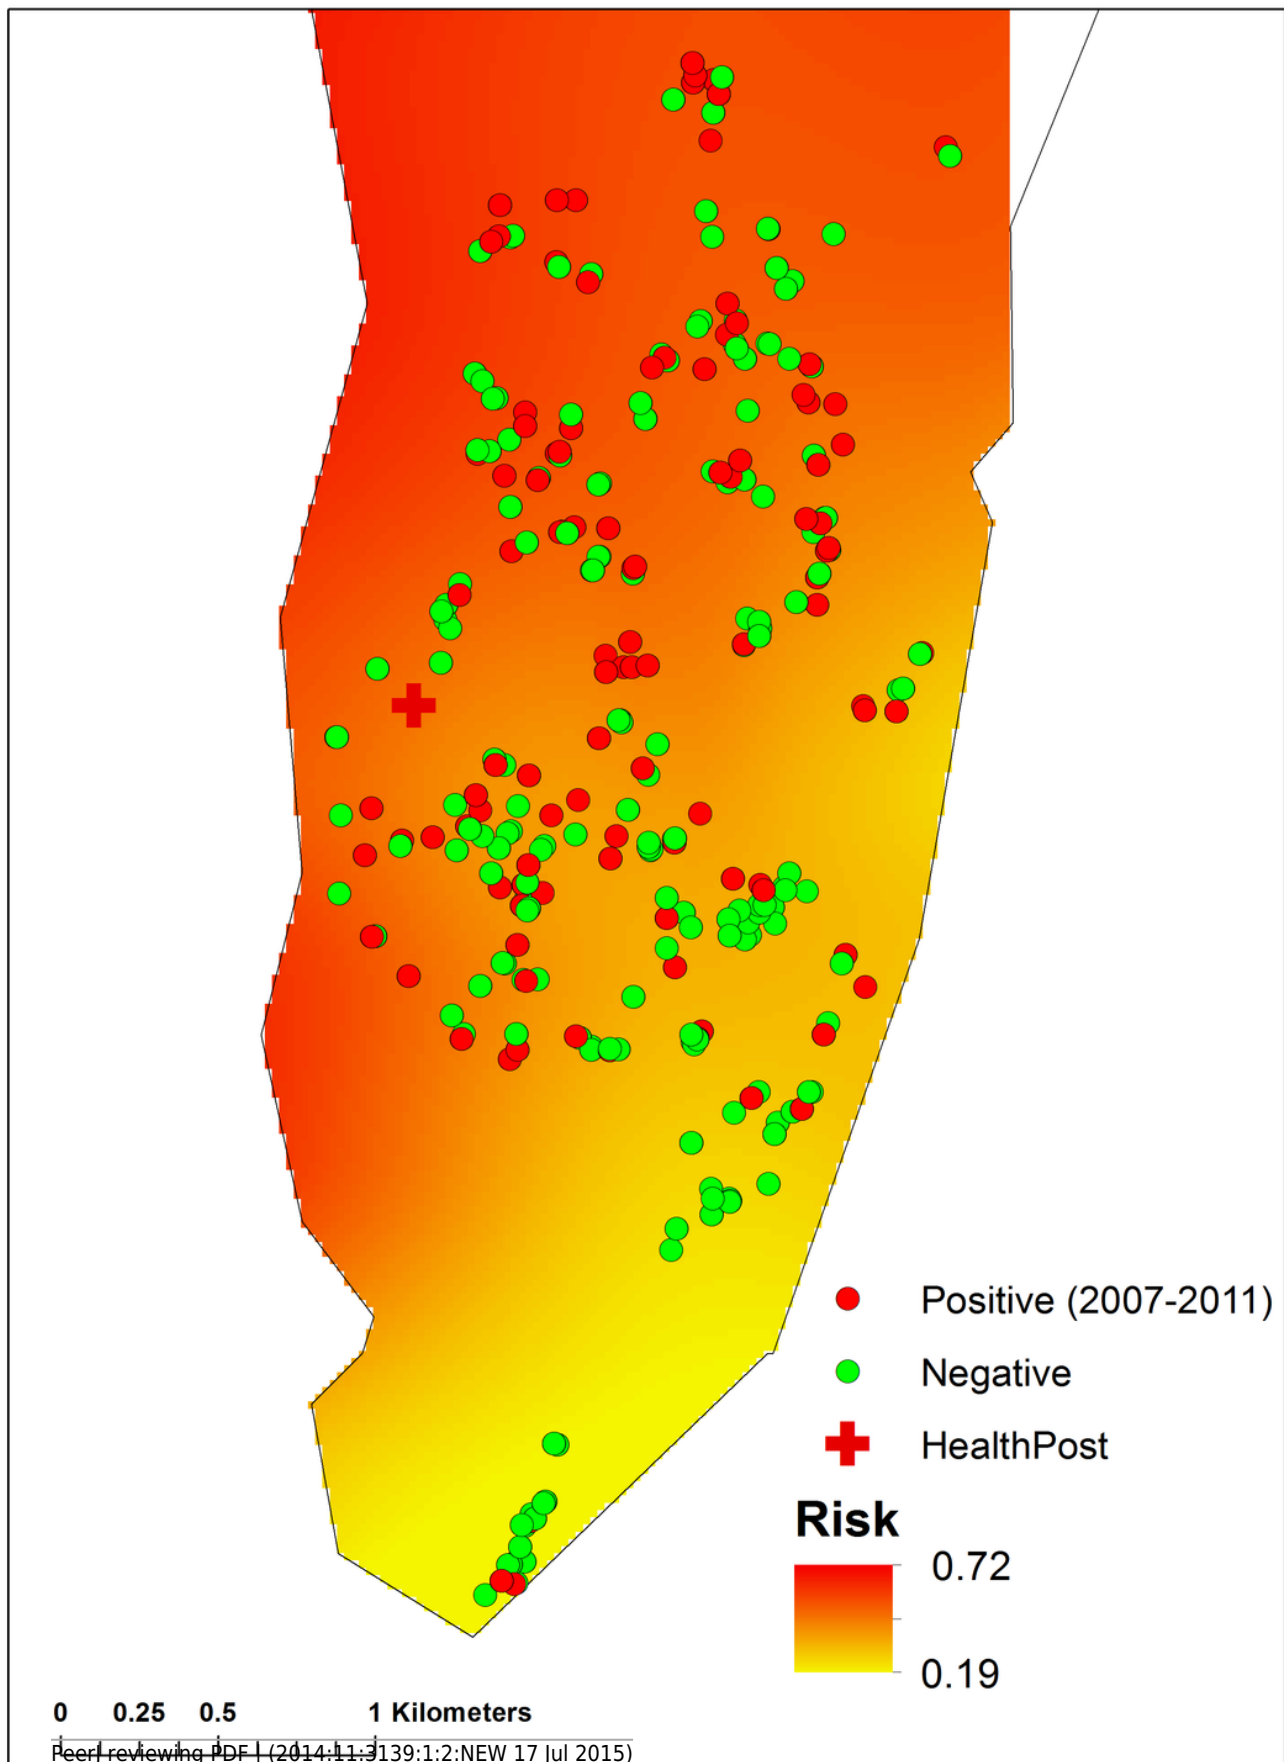 Positive (2007-2011)
Negative
HealthPost
Risk
0.72
0.19
0 0.25 0.5 1 Kilometers
PeerJ reviewing PDF | (2014:11:3139:1:2:NEW 17 Jul 2015)